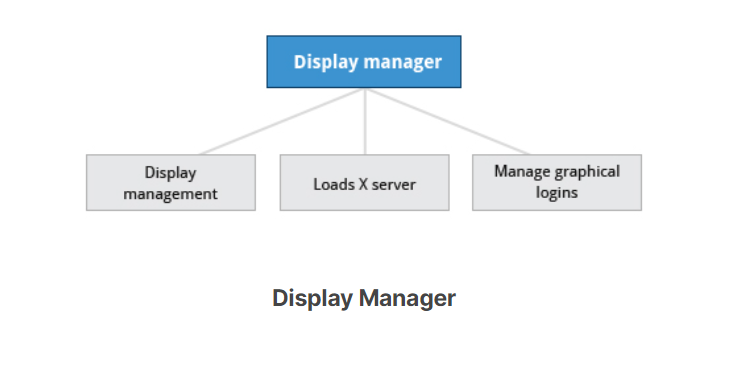 Display manager
Display
management
Loads X server
Manage graphical
logins
Display Manager